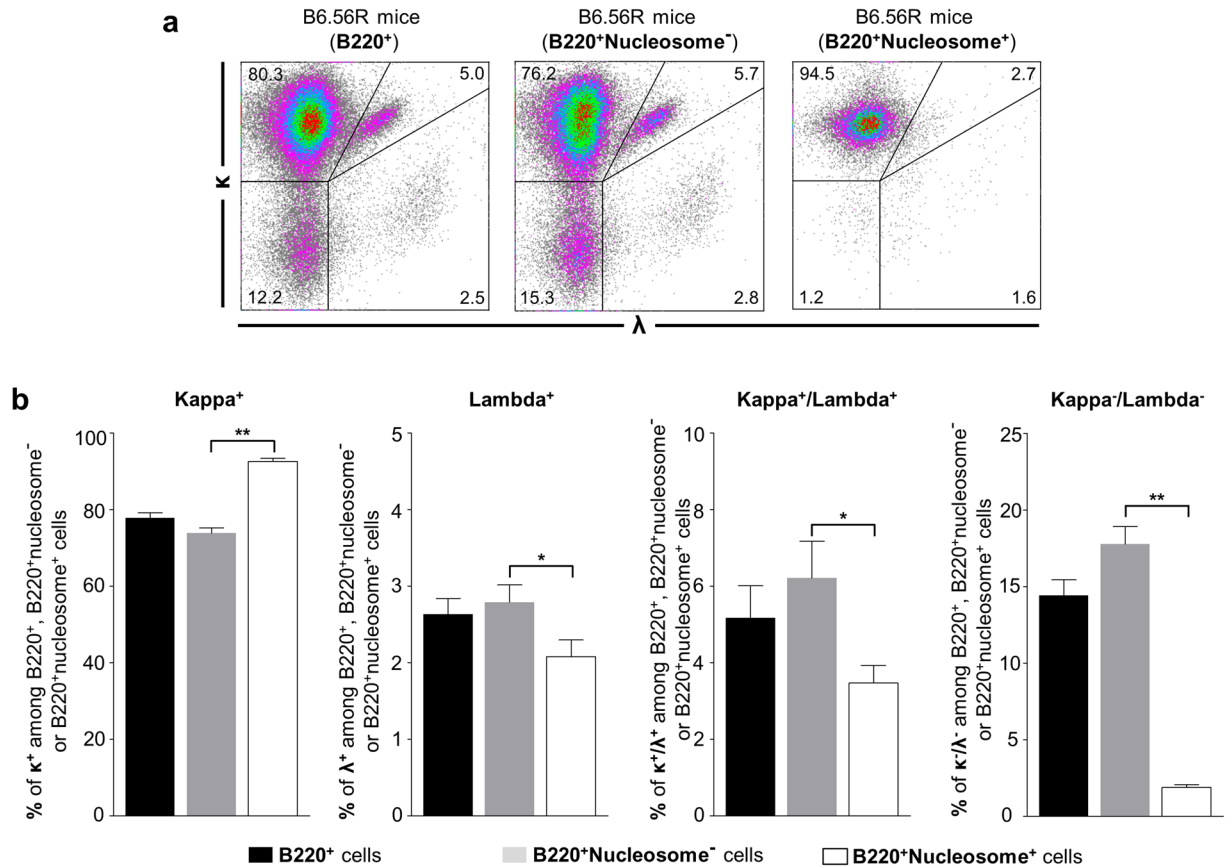 a
B6.56R mice
(B220⁺)
B6.56R mice
(B220⁺Nucleosome⁻)
B6.56R mice
(B220⁺Nucleosome⁺)
κ
80.3
5.0
12.2
2.5
76.2
5.7
15.3
2.8
94.5
2.7
1.2
1.6
λ
b
Kappa⁺
% of κ⁺ among B220⁺, B220⁺nucleosome⁻
or B220⁺nucleosome⁺ cells
100
80
60
40
20
0
**
Lambda⁺
% of λ⁺ among B220⁺, B220⁺nucleosome⁻
or B220⁺nucleosome⁺ cells
5
4
3
2
1
0
*
Kappa⁺/Lambda⁺
% of κ⁺/λ⁺ among B220⁺, B220⁺nucleosome⁻
or B220⁺nucleosome⁺ cells
10
8
6
4
2
0
*
Kappa⁻/Lambda⁻
% of κ⁻/λ⁻ among B220⁺, B220⁺nucleosome⁻
or B220⁺nucleosome⁺ cells
25
20
15
10
5
0
**
B220⁺ cells
B220⁺Nucleosome⁻ cells
B220⁺Nucleosome⁺ cells